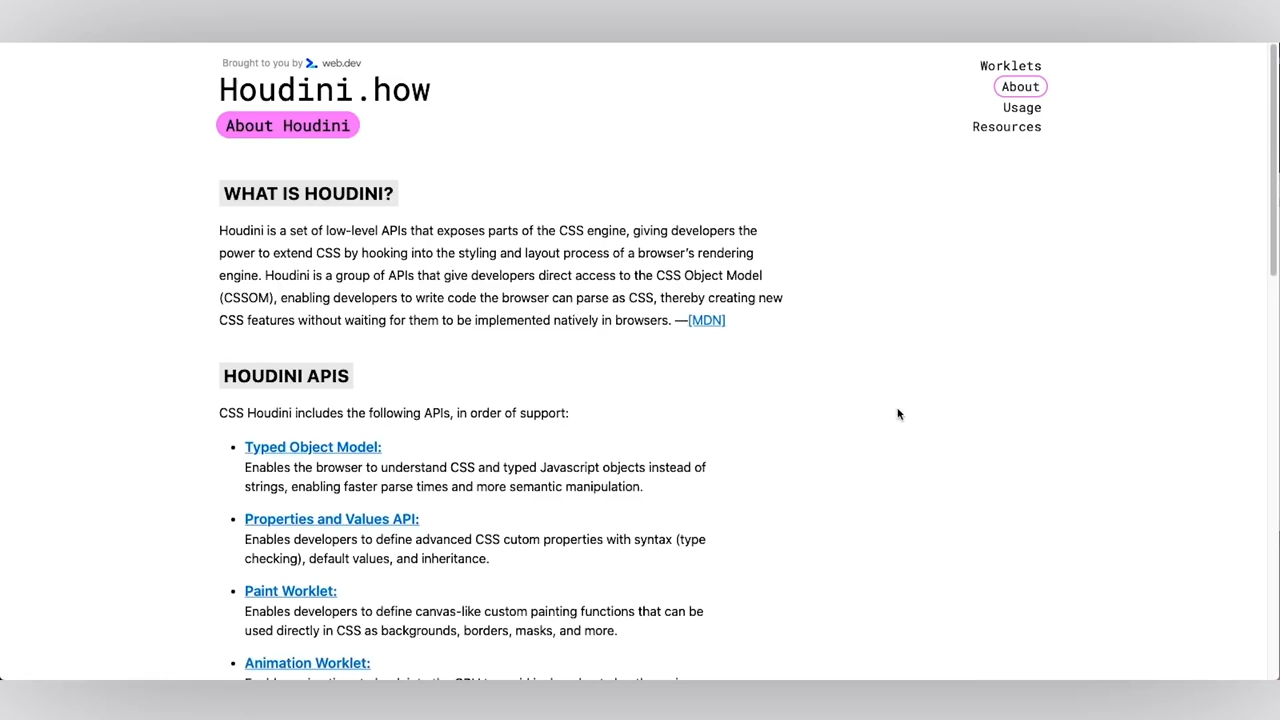 Brought to you by web.dev
Houdini.how
About Houdini
Worklets
About
Usage
Resources
WHAT IS HOUDINI?
Houdini is a set of low-level APIs that exposes parts of the CSS engine, giving developers the
power to extend CSS by hooking into the styling and layout process of a browser's rendering
engine. Houdini is a group of APIs that give developers direct access to the CSS Object Model
(CSSOM), enabling developers to write code the browser can parse as CSS, thereby creating new
CSS features without waiting for them to be implemented natively in browsers. —[MDN]
HOUDINI APIS
CSS Houdini includes the following APIs, in order of support:
• Typed Object Model:
Enables the browser to understand CSS and typed Javascript objects instead of
strings, enabling faster parse times and more semantic manipulation.
• Properties and Values API:
Enables developers to define advanced CSS cutom properties with syntax (type
checking), default values, and inheritance.
• Paint Worklet:
Enables developers to define canvas-like custom painting functions that can be
used directly in CSS as backgrounds, borders, masks, and more.
• Animation Worklet: